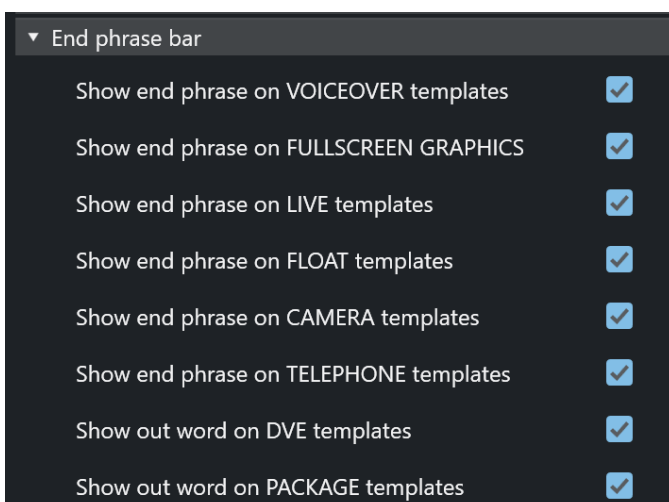 End phrase bar
Show end phrase on VOICEOVER templates
Show end phrase on FULLSCREEN GRAPHICS
Show end phrase on LIVE templates
Show end phrase on FLOAT templates
Show end phrase on CAMERA templates
Show end phrase on TELEPHONE templates
Show out word on DVE templates
Show out word on PACKAGE templates